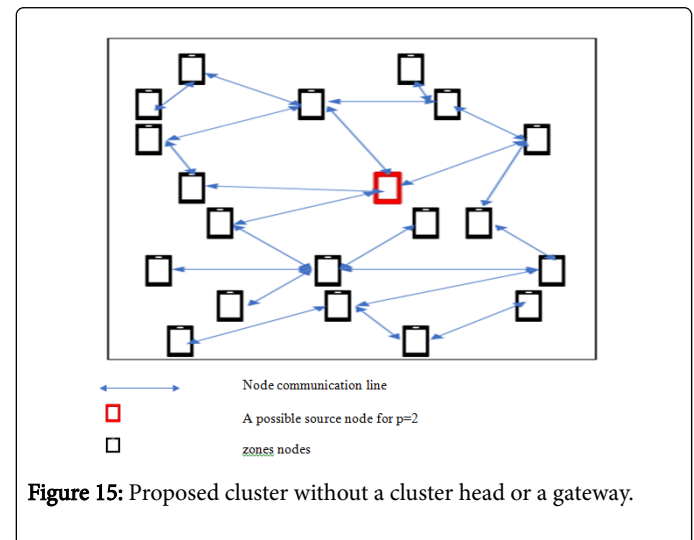 Node communication line
A possible source node for p=2
zones nodes
Figure 15: Proposed cluster without a cluster head or a gateway.